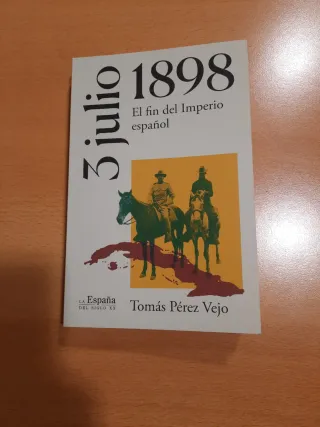 3 julio
1898
El fin del Imperio
español
LA España
DEL SIGLO XX
Tomás Pérez Vejo